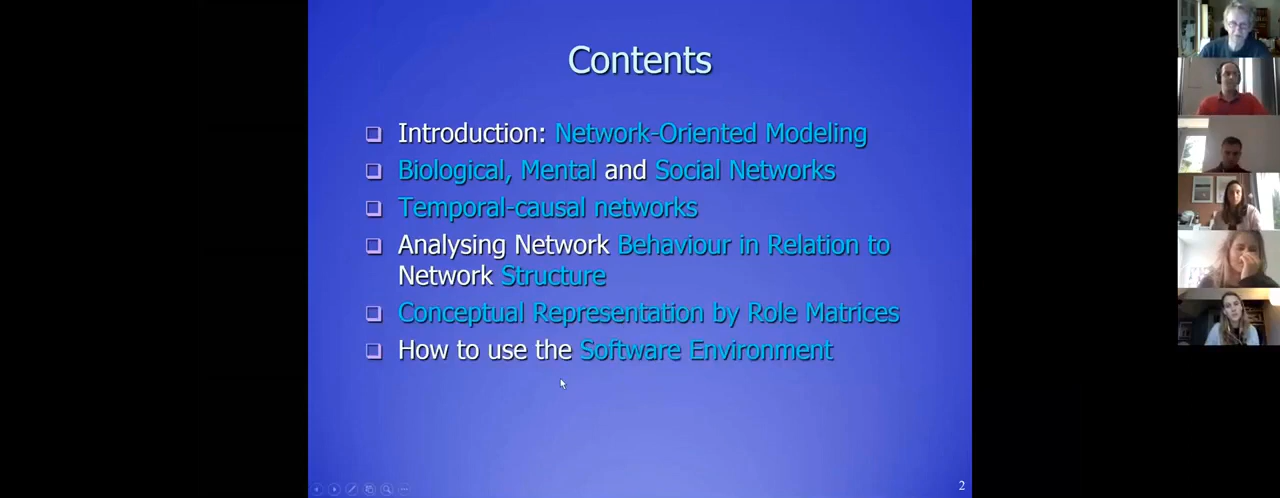 Contents
Introduction: Network-Oriented Modeling
Biological, Mental and Social Networks
Temporal-causal networks
Analysing Network Behaviour in Relation to
Network Structure
Conceptual Representation by Role Matrices
How to use the Software Environment
2